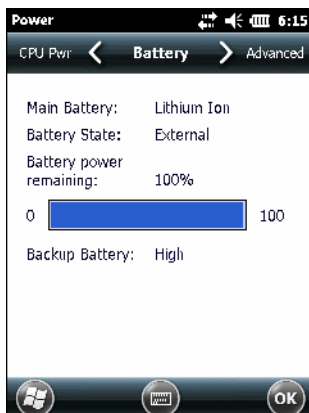 Power 6:15
CPU Pwr Battery Advanced
Main Battery: Lithium Ion
Battery State: External
Battery power
remaining: 100%
0 100
Backup Battery: High
OK